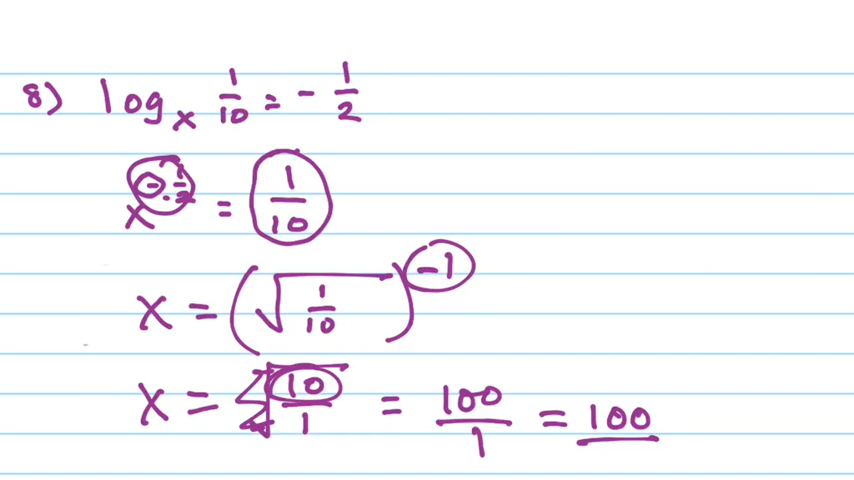 8) log_x 1/10 = - 1/2
x^(-1/2) = 1/10
x = (√(1/10))^(-1)
x = 10/1 = 100/1 = 100